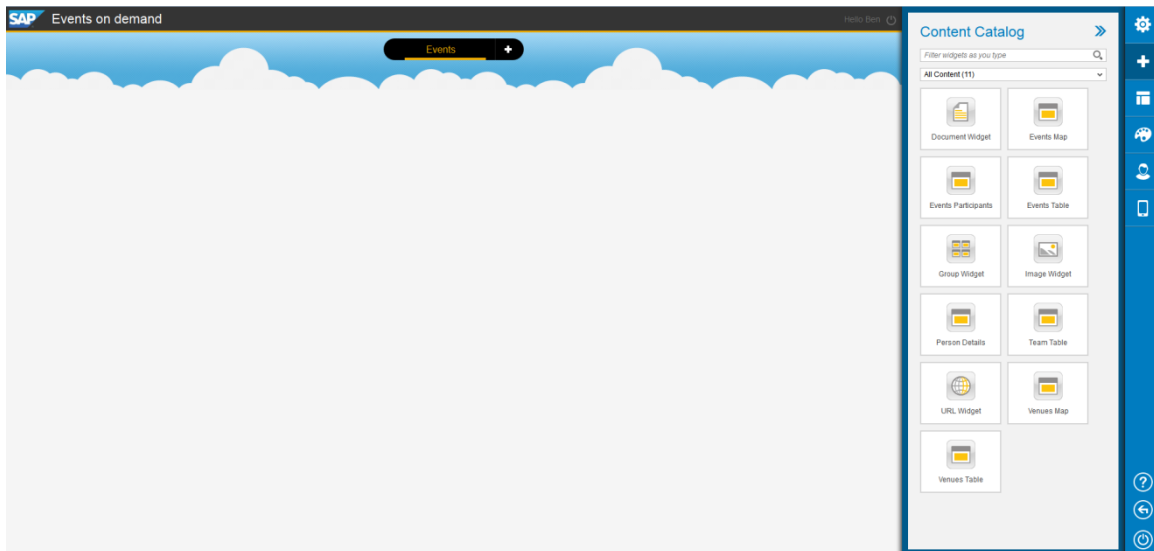 SAP Events on demand
Hello Ben
Events
Content Catalog
Filter widgets as you type
All Content (11)
Document Widget
Events Map
Events Participants
Events Table
Group Widget
Image Widget
Person Details
Team Table
URL Widget
Venues Map
Venues Table